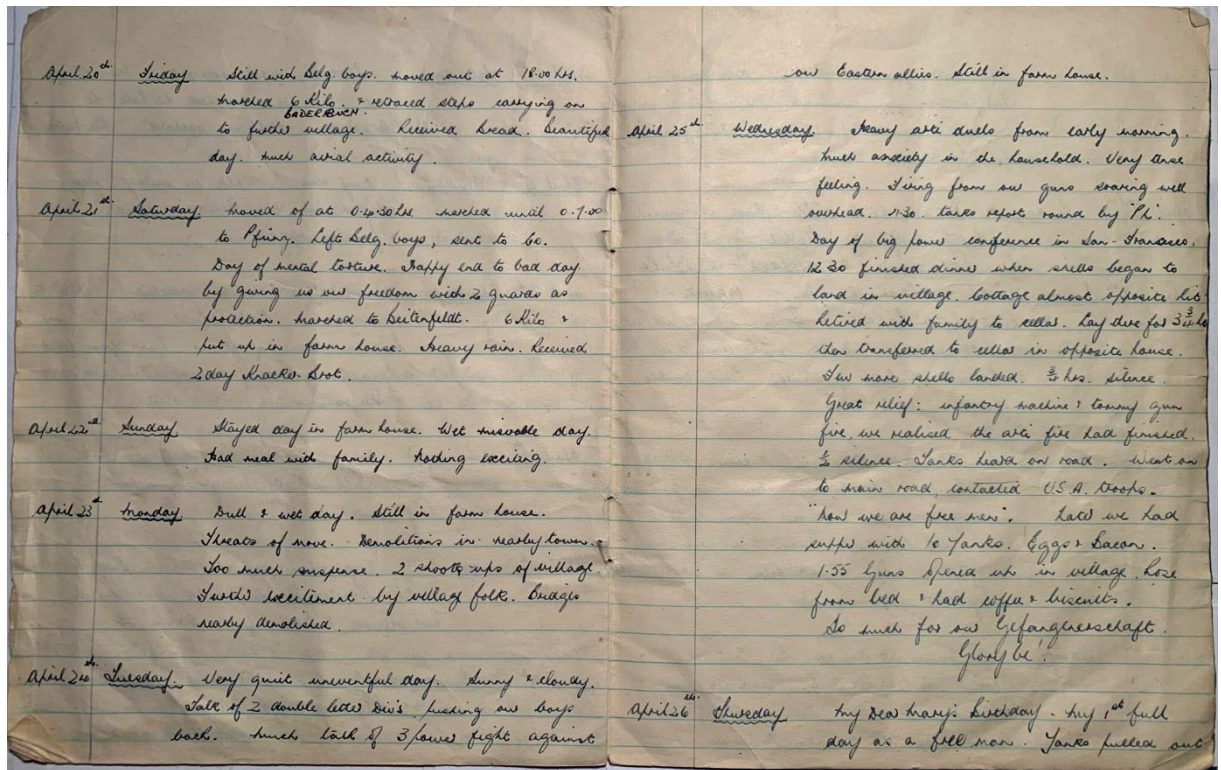 April 20th Friday Still with Belg. boys. moved out at 18.00 hrs.
marched 6 Kilo. & retraced steps carrying on
BADERBUCH.
to further village. Received bread. Beautiful
day. much arial activity.
April 21st Saturday moved of at 0.4.30 hrs marched until 0.7.00
to Pfring. Left Belg. boys, sent to Co.
Day of mental torture. Happy end to bad day
by giving us our freedom with 2 guards as
protection. marched to Deitenfeldt. 6 Kilo &
put up in farm house. Heavy rain. Received
2 day Knacke-Brot.
April 22nd Sunday Stayed day in farm house. Wet miserable day.
Had meal with family. Nothing exciting.
April 23rd Monday Dull & wet day. Still in farm house.
Threats of move. Demolitions in nearby town.
Too much suspense. 2 shoots ups of village.
Further excitement by village folk. Bridges
nearby demolished.
April 24th Tuesday. Very quiet uneventful day. Sunny & cloudy.
Talk of 2 double letter Div's pushing our boys
back. Much talk of 3 power fight against
our Eastern allies. Still in farm house.
April 25th Wednesday Heavy arti duels from early morning.
Much anxiety in the household. Very tense
feeling. Firing from our guns soaring well
overhead. 11.30. tanks report round by "Ph".
Day of big power conference in San-Fransisco.
12.30 finished dinner when shells began to
land in village. Cottage almost opposite hit
Retired with family to cellar. Lay there for 3 3/4 hs
then transferred to cellar in opposite house.
Few more shells landed. hrs. silence.
Great relief: infantry machine & tommy gun
fire, we realised the arti fire had finished.
1/2 silence. Tanks heard on road. Went on
to main road, contacted U.S.A. troops.
"Now we are free men". Later we had
supper with 10 Yanks. Eggs & Bacon.
1.55 Guns opened up in village. Rose
from bed & had coffee & biscuits.
So much for our Gefangnerschaft.
Glory be!
April 26th Thursday My Dear Mary's Birthday. My 1st full
day as a free man. Yanks pulled out